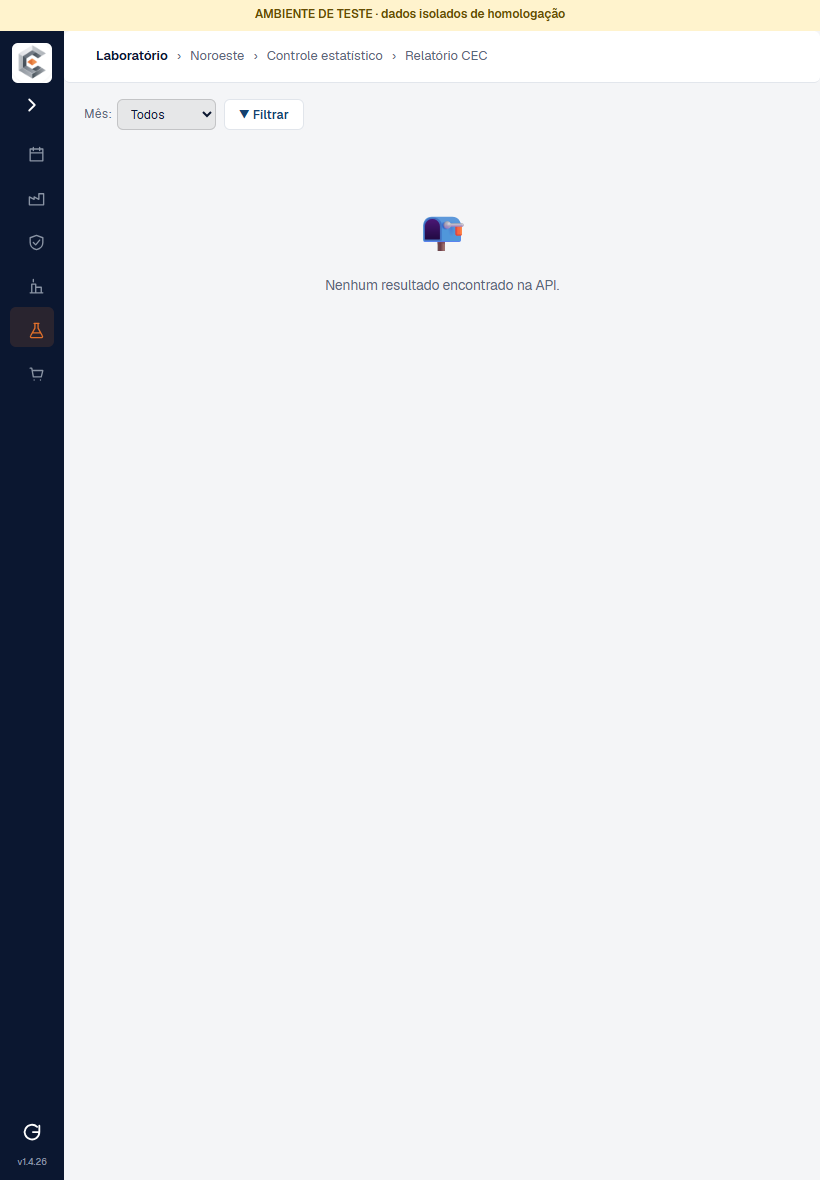 AMBIENTE DE TESTE · dados isolados de homologação
Laboratório › Noroeste › Controle estatístico › Relatório CEC
Mês: Todos ▼ Filtrar
Nenhum resultado encontrado na API.
v1.4.26